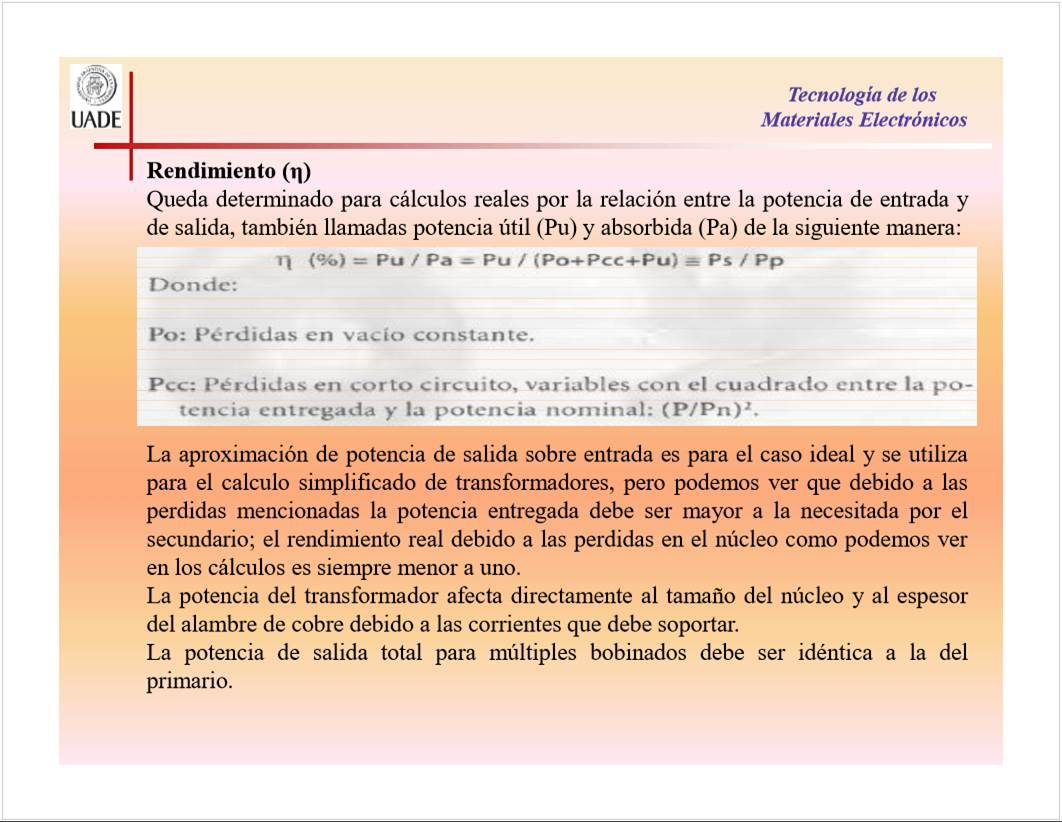 UADE
Tecnología de los
Materiales Electrónicos
Rendimiento (η)
Queda determinado para cálculos reales por la relación entre la potencia de entrada y
de salida, también llamadas potencia útil (Pu) y absorbida (Pa) de la siguiente manera:
η (%) = Pu / Pa = Pu / (Po+Pcc+Pu) ≡ Ps / Pp
Donde:
Po: Pérdidas en vacío constante.
Pcc: Pérdidas en corto circuito, variables con el cuadrado entre la po-
tencia entregada y la potencia nominal: (P/Pn)².
La aproximación de potencia de salida sobre entrada es para el caso ideal y se utiliza
para el calculo simplificado de transformadores, pero podemos ver que debido a las
perdidas mencionadas la potencia entregada debe ser mayor a la necesitada por el
secundario; el rendimiento real debido a las perdidas en el núcleo como podemos ver
en los cálculos es siempre menor a uno.
La potencia del transformador afecta directamente al tamaño del núcleo y al espesor
del alambre de cobre debido a las corrientes que debe soportar.
La potencia de salida total para múltiples bobinados debe ser idéntica a la del
primario.